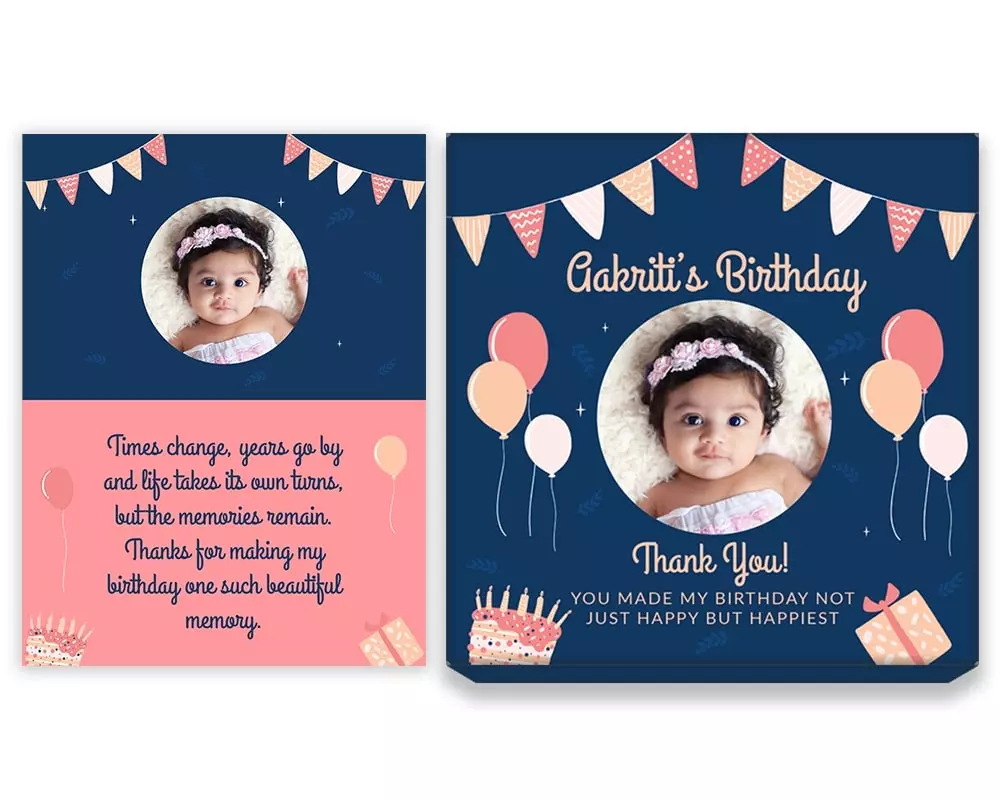 Times change, years go by
and life takes its own turns,
but the memories remain.
Thanks for making my
birthday one such beautiful
memory.
Aakriti's Birthday
Thank You!
YOU MADE MY BIRTHDAY NOT
JUST HAPPY BUT HAPPIEST